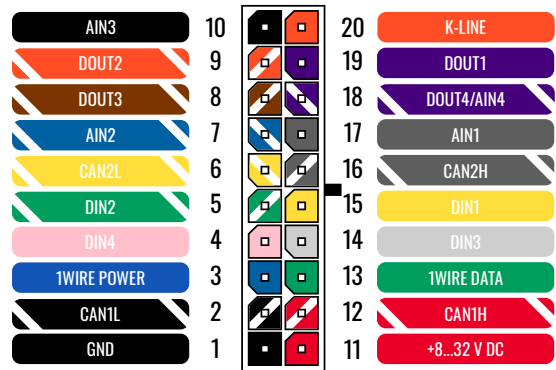 AIN3 10 20 K-LINE
DOUT2 9 19 DOUT1
DOUT3 8 18 DOUT4/AIN4
AIN2 7 17 AIN1
CAN2L 6 16 CAN2H
DIN2 5 15 DIN1
DIN4 4 14 DIN3
1WIRE POWER 3 13 1WIRE DATA
CAN1L 2 12 CAN1H
GND 1 11 +8...32 V DC